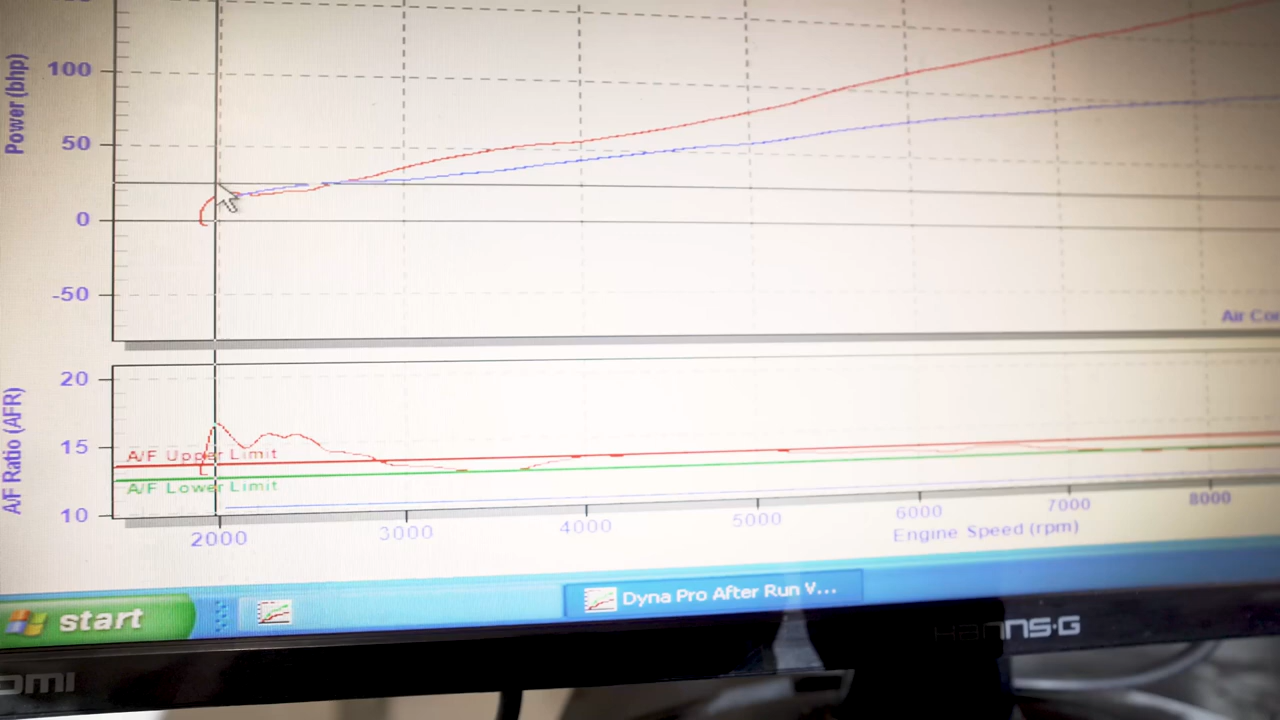 Power (bhp)
100
50
0
-50
Air Cor
A/F Ratio (AFR)
20
15
10
A/F Upper Limit
A/F Lower Limit
2000 3000 4000 5000 6000 7000 8000
Engine Speed (rpm)
start
Dyna Pro After Run V...
HANNS·G